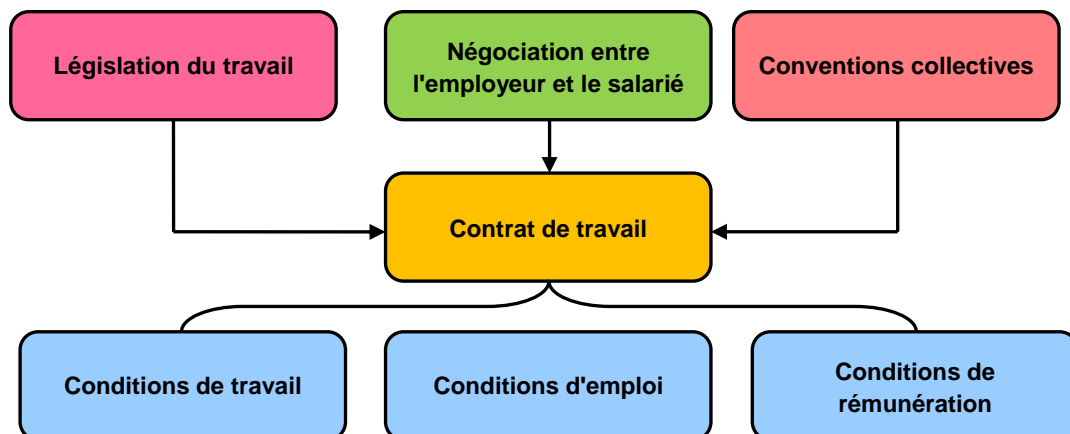 Législation du travail
Négociation entre
l'employeur et le salarié
Conventions collectives
Contrat de travail
Conditions de travail
Conditions d'emploi
Conditions de
rémunération